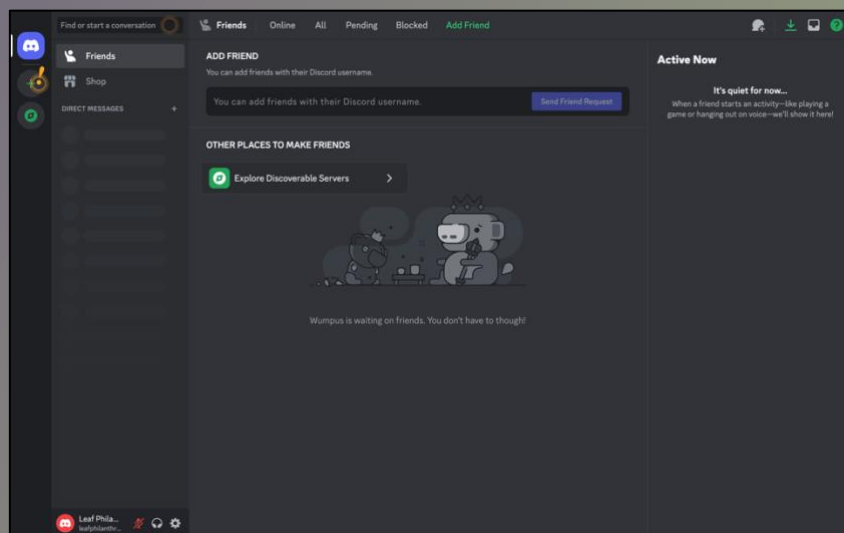 Find or start a conversation
Friends
Shop
DIRECT MESSAGES +
Leaf Phila...
leafphilanthr...
Friends Online All Pending Blocked Add Friend
ADD FRIEND
You can add friends with their Discord username.
You can add friends with their Discord username.
Send Friend Request
OTHER PLACES TO MAKE FRIENDS
Explore Discoverable Servers
Wumpus is waiting on friends. You don't have to though!
Active Now
It's quiet for now...
When a friend starts an activity—like playing a
game or hanging out on voice—we'll show it here!